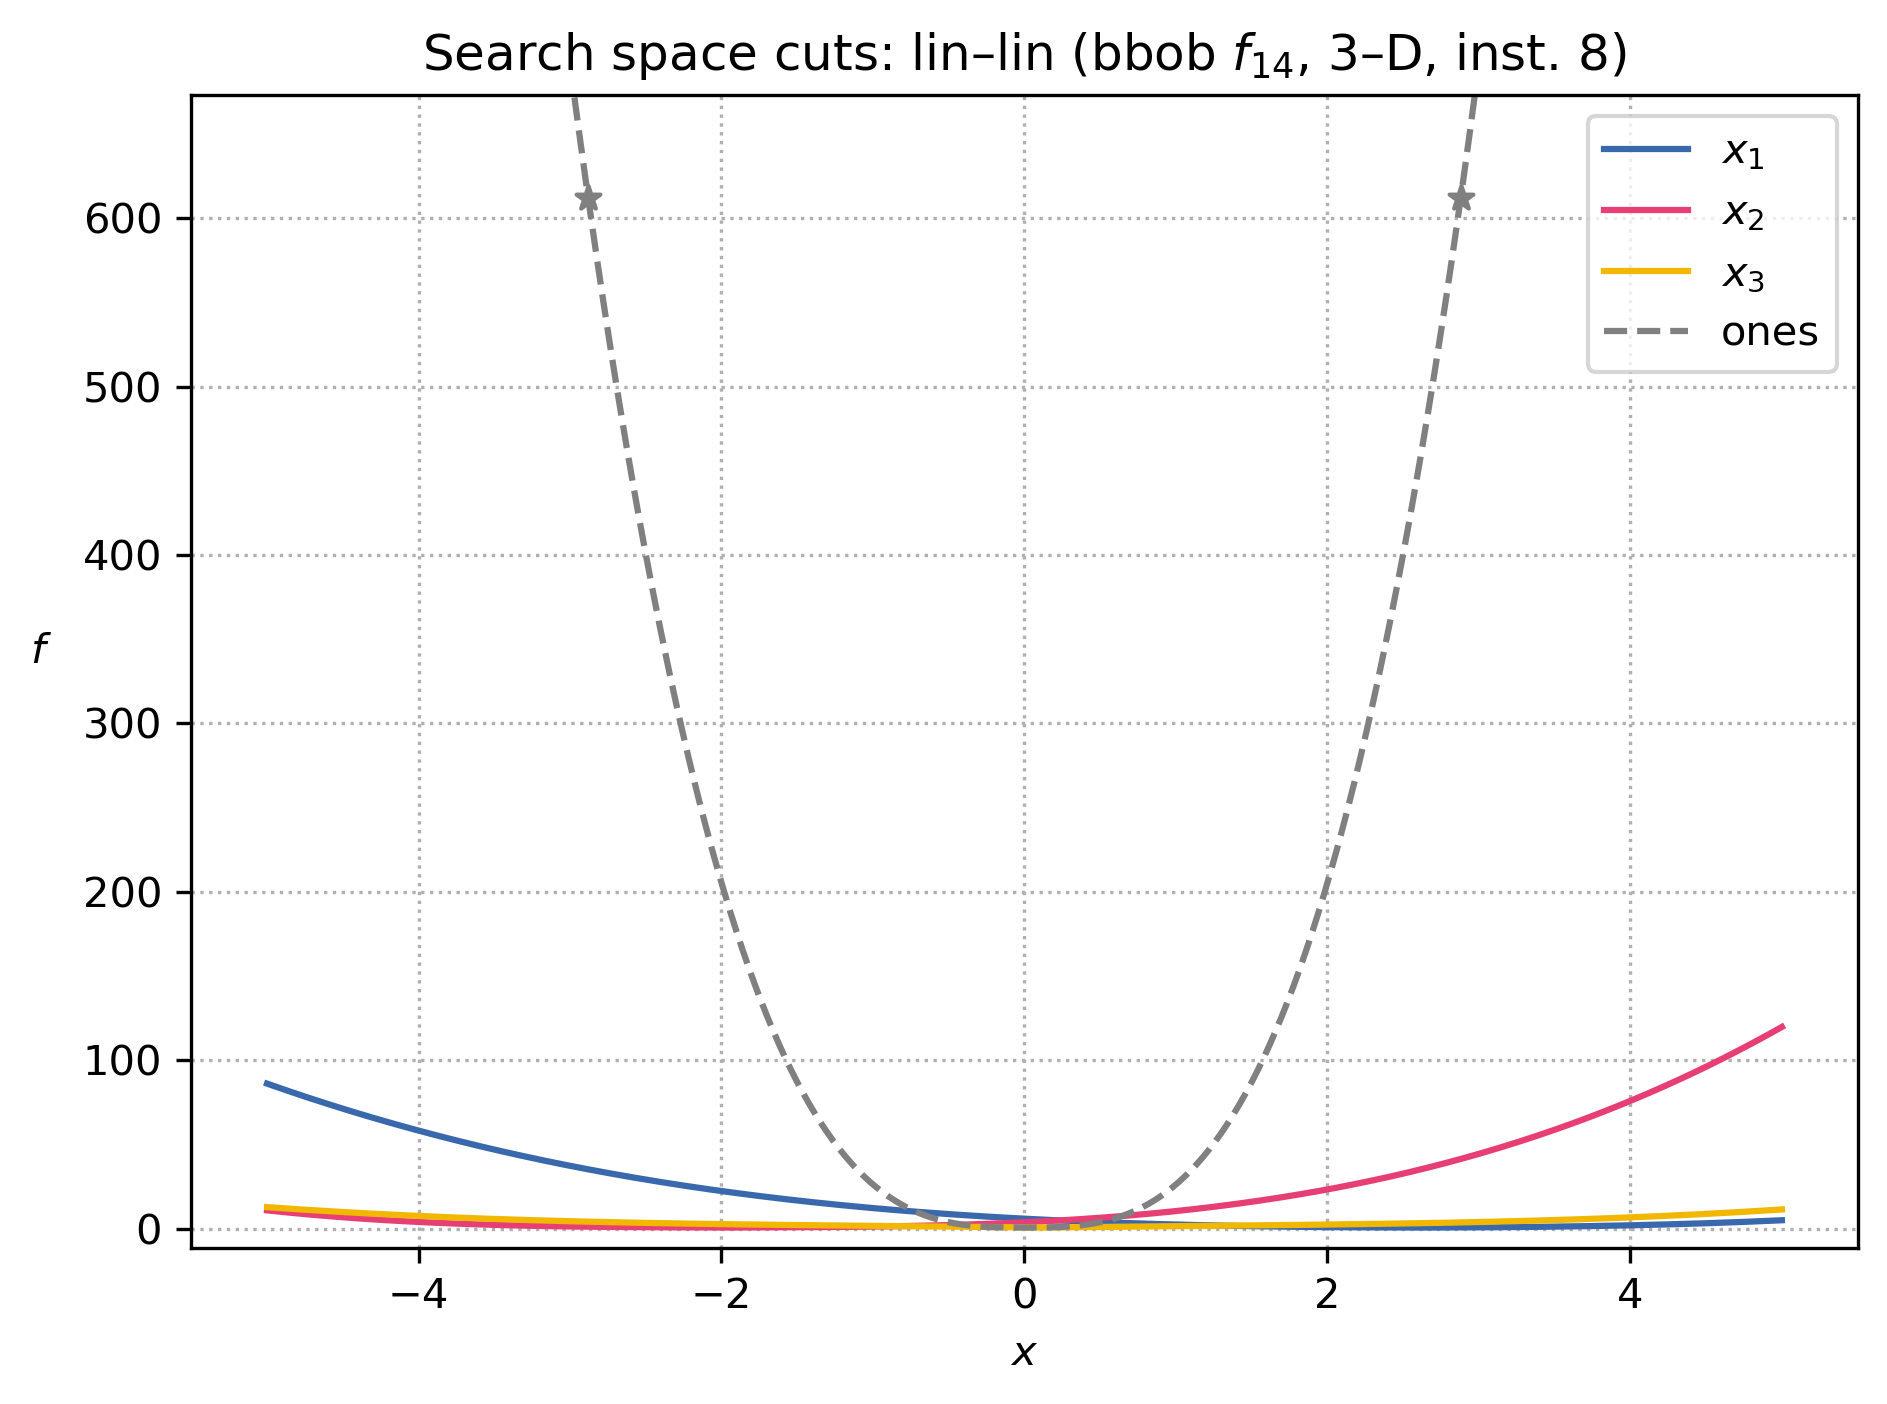 Search space cuts: lin–lin (bbob f₁₄, 3–D, inst. 8)
x₁
x₂
x₃
ones
600
500
400
300
200
100
0
f
−4
−2
0
2
4
x